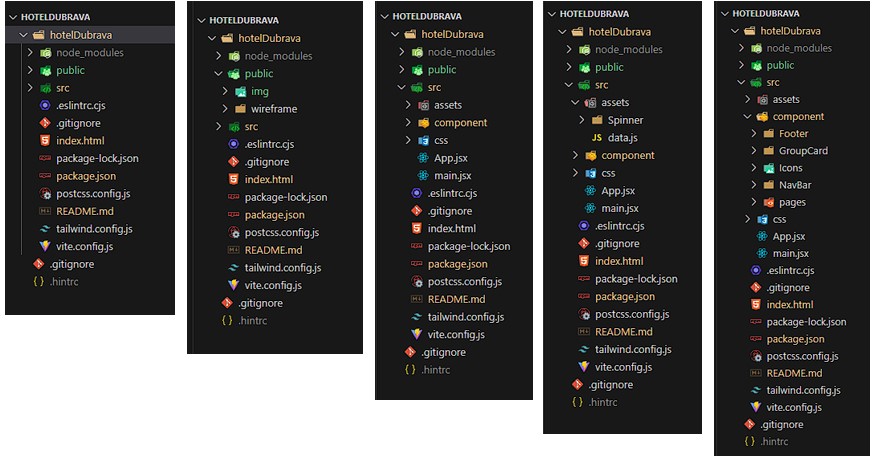 HOTELDUBRAVA
hotelDubrava
node_modules
public
src
.eslintrc.cjs
.gitignore
index.html
package-lock.json
package.json
postcss.config.js
README.md
tailwind.config.js
vite.config.js
.gitignore
.hintrc
HOTELDUBRAVA
hotelDubrava
node_modules
public
img
wireframe
src
.eslintrc.cjs
.gitignore
index.html
package-lock.json
package.json
postcss.config.js
README.md
tailwind.config.js
vite.config.js
.gitignore
.hintrc
HOTELDUBRAVA
hotelDubrava
node_modules
public
src
assets
component
css
App.jsx
main.jsx
.eslintrc.cjs
.gitignore
index.html
package-lock.json
package.json
postcss.config.js
README.md
tailwind.config.js
vite.config.js
.gitignore
.hintrc
HOTELDUBRAVA
hotelDubrava
node_modules
public
src
assets
Spinner
JS data.js
component
css
App.jsx
main.jsx
.eslintrc.cjs
.gitignore
index.html
package-lock.json
package.json
postcss.config.js
README.md
tailwind.config.js
vite.config.js
.gitignore
.hintrc
HOTELDUBRAVA
hotelDubrava
node_modules
public
src
assets
component
Footer
GroupCard
Icons
NavBar
pages
css
App.jsx
main.jsx
.eslintrc.cjs
.gitignore
index.html
package-lock.json
package.json
postcss.config.js
README.md
tailwind.config.js
vite.config.js
.gitignore
.hintrc